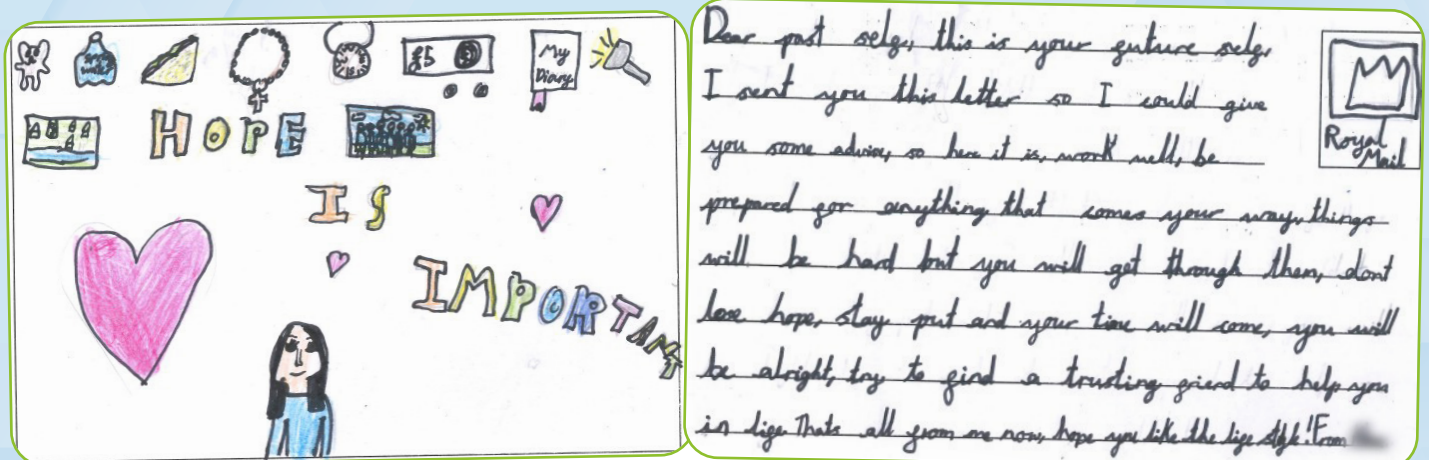 £5
My
Diary
HOPE
IS
IMPORTANT
Dear past self, this is your future self,
I sent you this letter so I could give
you some advise, so here it is, work well, be
prepared for anything that comes your way, things
will be hard but you will get through them, dont
lose hope, stay put and your time will come, you will
be alright, try to find a trusting friend to help you
in life. Thats all from me now, hope you like the life style! From
Royal
Mail